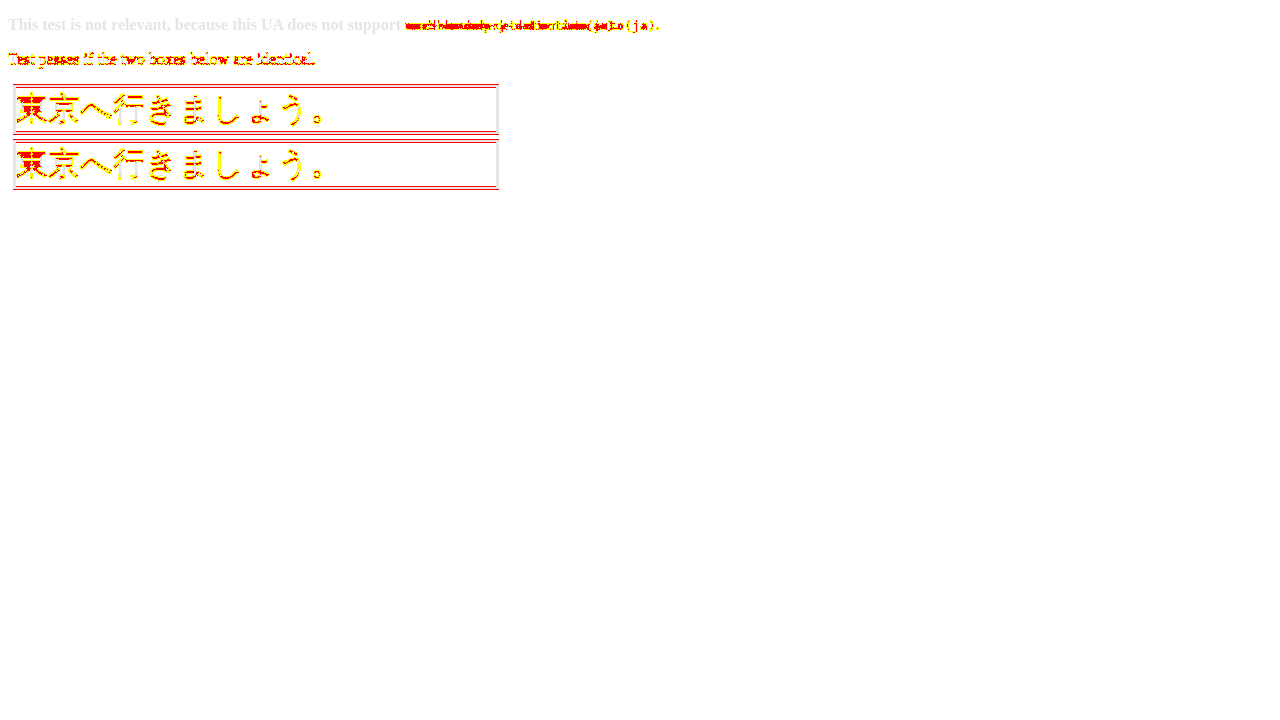 This test is not relevant, because this UA does not support
Test passes if the two boxes below are identical.
東京へ行きましょう。
東京へ行きましょう。